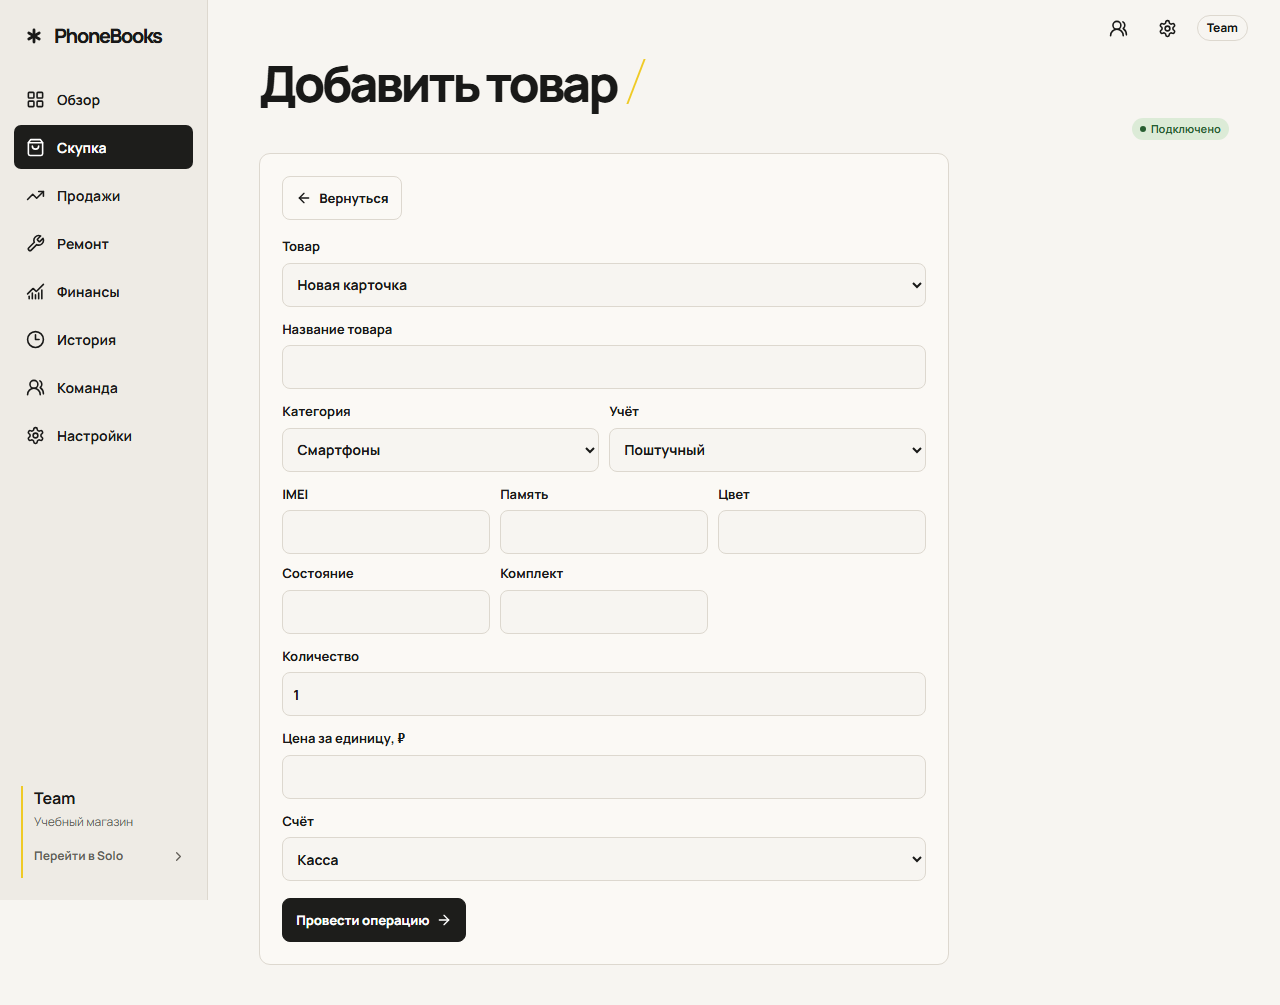 PhoneBooks
Обзор
Скупка
Продажи
Ремонт
Финансы
История
Команда
Настройки
Team
Учебный магазин
Перейти в Solo
Team
Добавить товар /
Подключено
Вернуться
Товар
Новая карточка
Название товара
Категория Учёт
Смартфоны Поштучный
IMEI Память Цвет
Состояние Комплект
Количество
1
Цена за единицу, ₽
Счёт
Касса
Провести операцию →